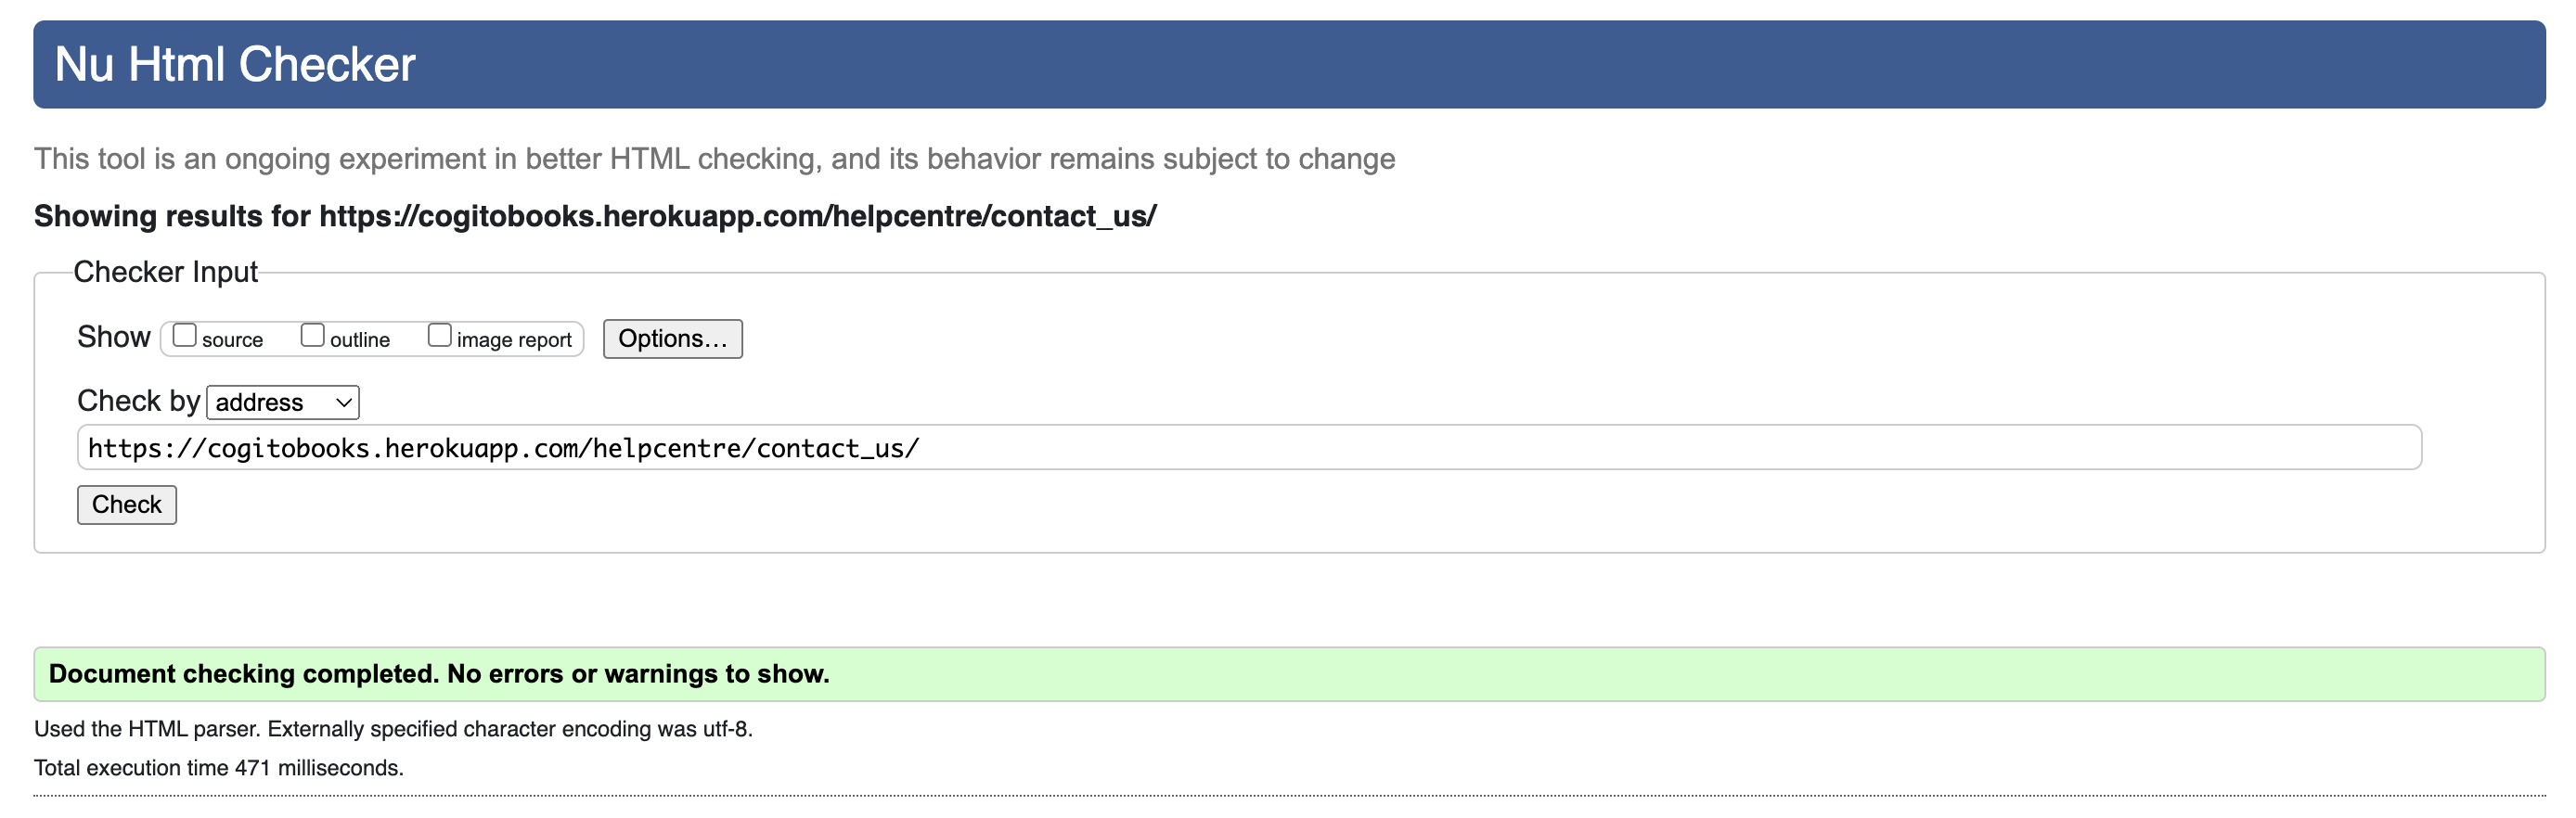 Nu Html Checker
This tool is an ongoing experiment in better HTML checking, and its behavior remains subject to change
Showing results for https://cogitobooks.herokuapp.com/helpcentre/contact_us/
Checker Input
Show source outline image report Options...
Check by address
https://cogitobooks.herokuapp.com/helpcentre/contact_us/
Check
Document checking completed. No errors or warnings to show.
Used the HTML parser. Externally specified character encoding was utf-8.
Total execution time 471 milliseconds.